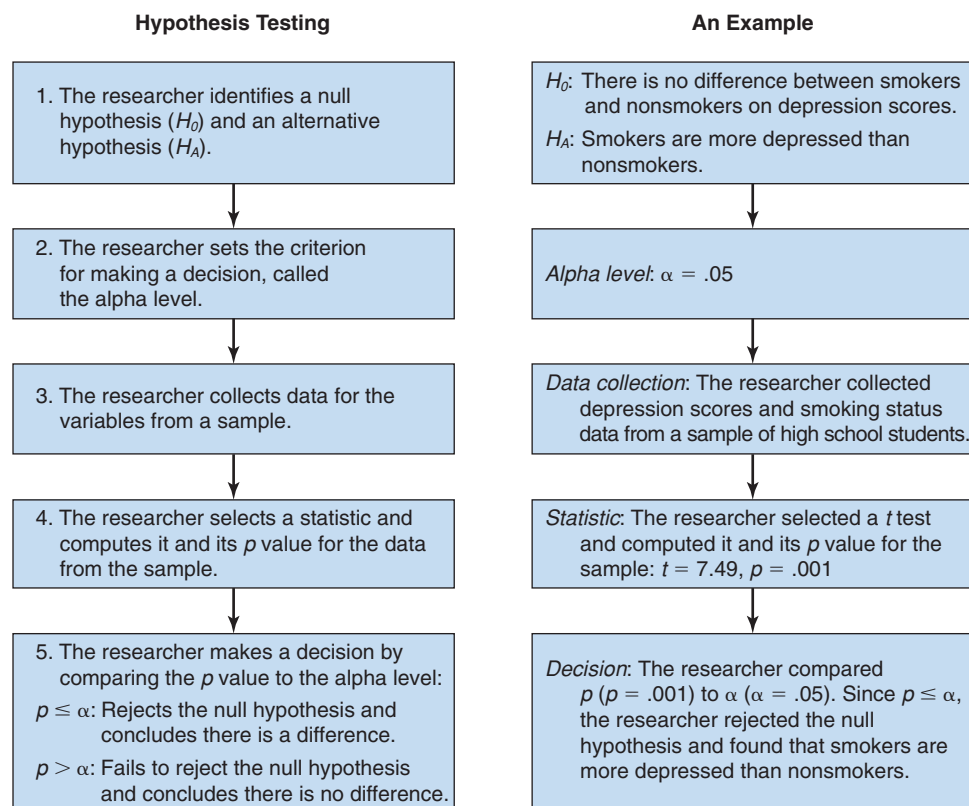 Hypothesis Testing
1. The researcher identifies a null
hypothesis (H0) and an alternative
hypothesis (HA).
2. The researcher sets the criterion
for making a decision, called
the alpha level.
3. The researcher collects data for the
variables from a sample.
4. The researcher selects a statistic and
computes it and its p value for the data
from the sample.
5. The researcher makes a decision by
comparing the p value to the alpha level:
p ≤ α: Rejects the null hypothesis and
concludes there is a difference.
p > α: Fails to reject the null hypothesis
and concludes there is no difference.
An Example
H0: There is no difference between smokers
and nonsmokers on depression scores.
HA: Smokers are more depressed than
nonsmokers.
Alpha level: α = .05
Data collection: The researcher collected
depression scores and smoking status
data from a sample of high school students.
Statistic: The researcher selected a t test
and computed it and its p value for the
sample: t = 7.49, p = .001
Decision: The researcher compared
p (p = .001) to α (α = .05). Since p ≤ α,
the researcher rejected the null
hypothesis and found that smokers are
more depressed than nonsmokers.